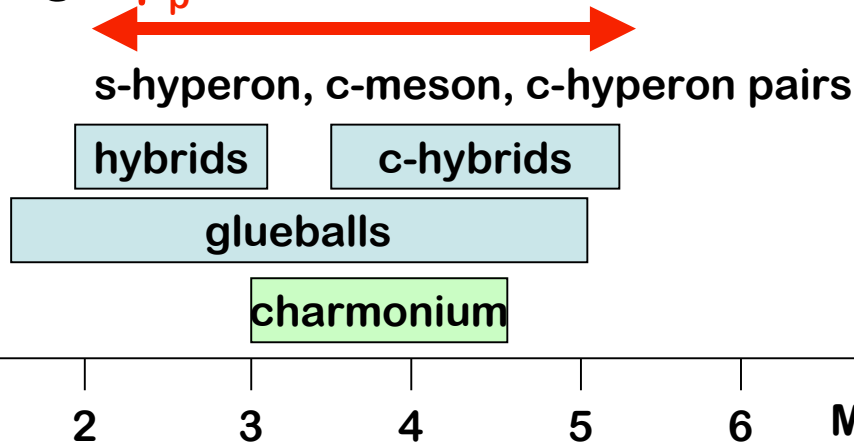 p
s-hyperon, c-meson, c-hyperon pairs
hybrids c-hybrids
glueballs
charmonium
2 3 4 5 6 M